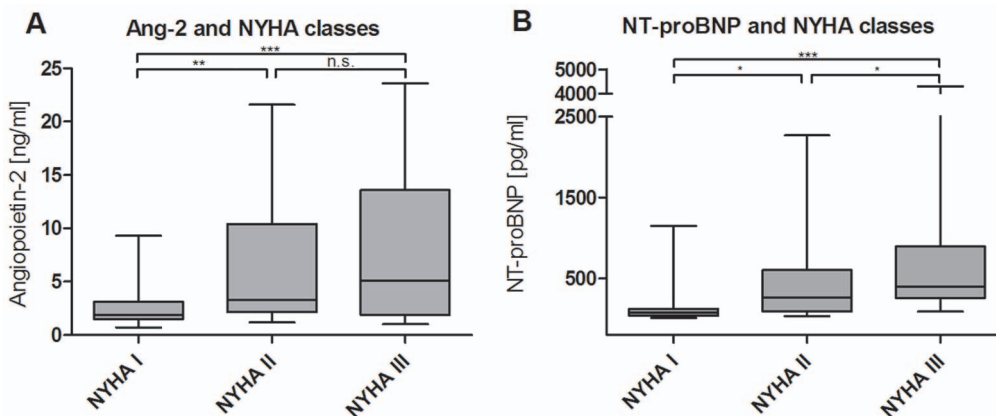 A
Ang-2 and NYHA classes
***
**
n.s.
25
20
15
10
5
0
Angiopoietin-2 [ng/ml]
NYHA I
NYHA II
NYHA III
B
NT-proBNP and NYHA classes
***
*
*
5000
4000
2500
1500
500
NT-proBNP [pg/ml]
NYHA I
NYHA II
NYHA III